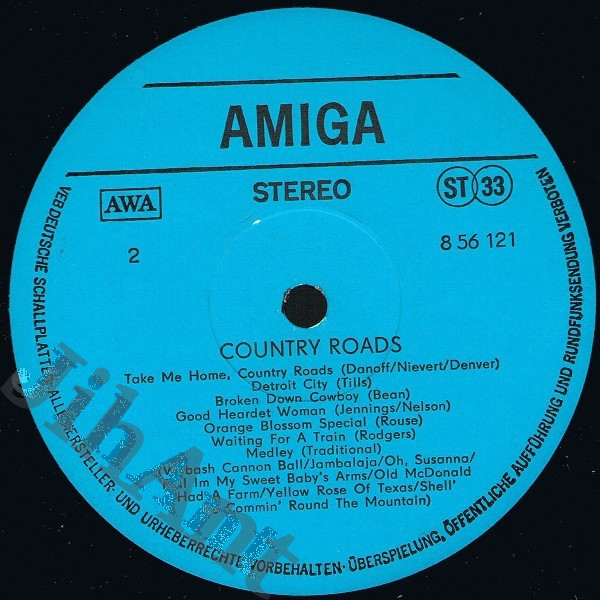 AMIGA
STEREO
AWA
ST 33
2
8 56 121
COUNTRY ROADS
Take Me Home, Country Roads (Danoff/Nievert/Denver)
Detroit City (Tills)
Broken Down Cowboy (Bean)
Good Heardet Woman (Jennings/Nelson)
Orange Blossom Special (Rouse)
Waiting For A Train (Rodgers)
Medley (Traditional)
bash Cannon Ball/Jambalaja/Oh, Susanna/
Im My Sweet Baby's Arms/Old McDonald
Had A Farm/Yellow Rose Of Texas/Shell'
Commin' Round The Mountain)
VEB DEUTSCHE SCHALLPLATTEN ALLE HERSTELLER- UND URHEBERRECHTE VORBEHALTEN · ÜBERSPIELUNG, ÖFFENTLICHE AUFFÜHRUNG UND RUNDFUNKSENDUNG VERBOTEN
JihAnt